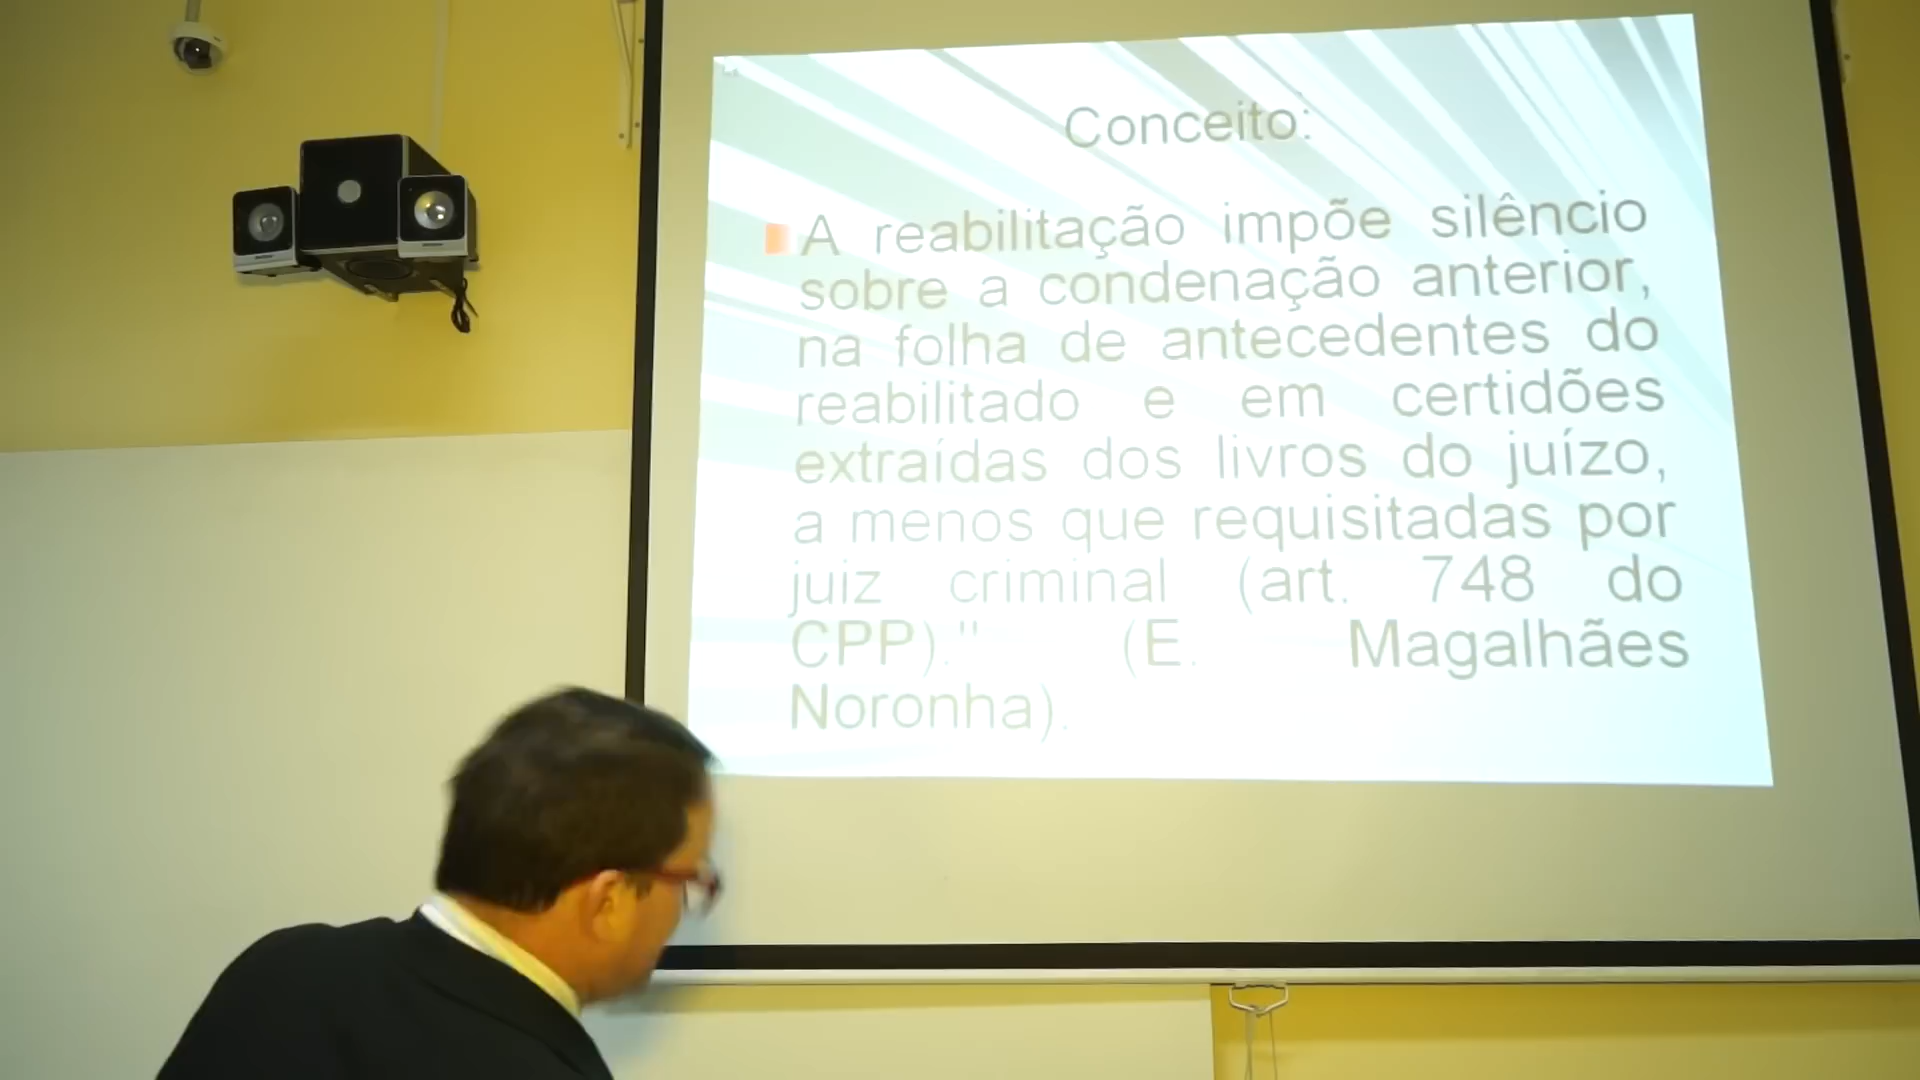 Conceito:
A reabilitação impõe silêncio
sobre a condenação anterior,
na folha de antecedentes do
reabilitado e em certidões
extraídas dos livros do juízo,
a menos que requisitadas por
juiz criminal (art. 748 do
CPP)." (E. Magalhães
Noronha).